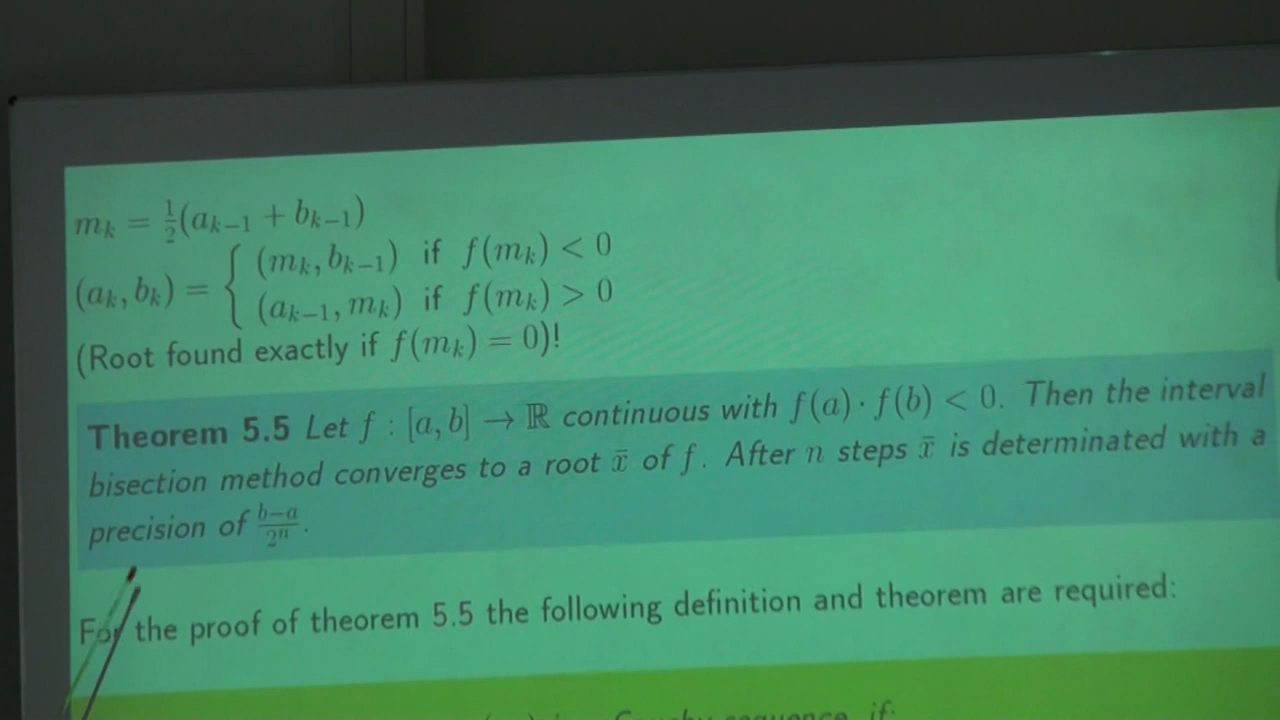 m_k = ½(a_{k−1} + b_{k−1})
(a_k, b_k) = { (m_k, b_{k−1}) if f(m_k) < 0
(a_{k−1}, m_k) if f(m_k) > 0
(Root found exactly if f(m_k) = 0)!
Theorem 5.5 Let f : [a, b] → ℝ continuous with f(a) · f(b) < 0. Then the interval
bisection method converges to a root x̄ of f. After n steps x̄ is determinated with a
precision of (b−a)/2ⁿ.
For the proof of theorem 5.5 the following definition and theorem are required:
Cauchy sequence, if: